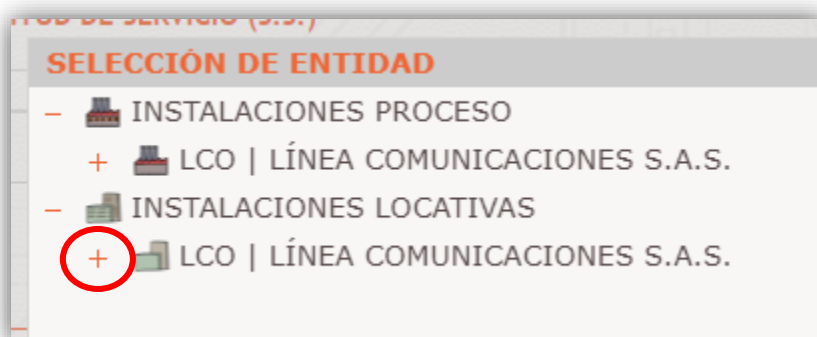 SELECCIÓN DE ENTIDAD
– INSTALACIONES PROCESO
+ LCO | LÍNEA COMUNICACIONES S.A.S.
– INSTALACIONES LOCATIVAS
+ LCO | LÍNEA COMUNICACIONES S.A.S.